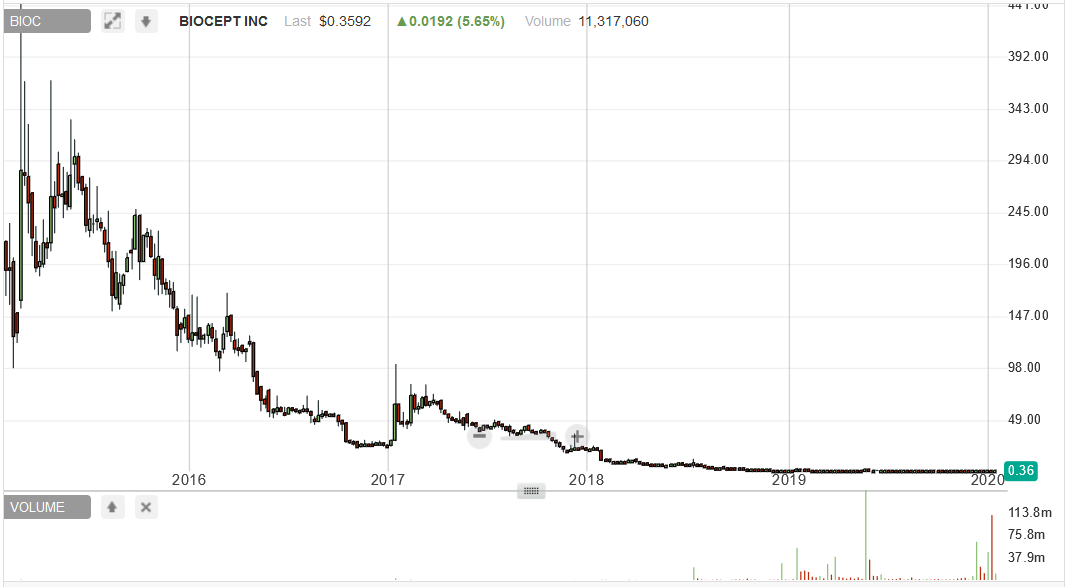 BIOC BIOCEPT INC Last $0.3592 ▲0.0192 (5.65%) Volume 11,317,060
441.00
392.00
343.00
294.00
245.00
196.00
147.00
98.00
49.00
0.36
2016 2017 2018 2019 2020
VOLUME
113.8m
75.8m
37.9m